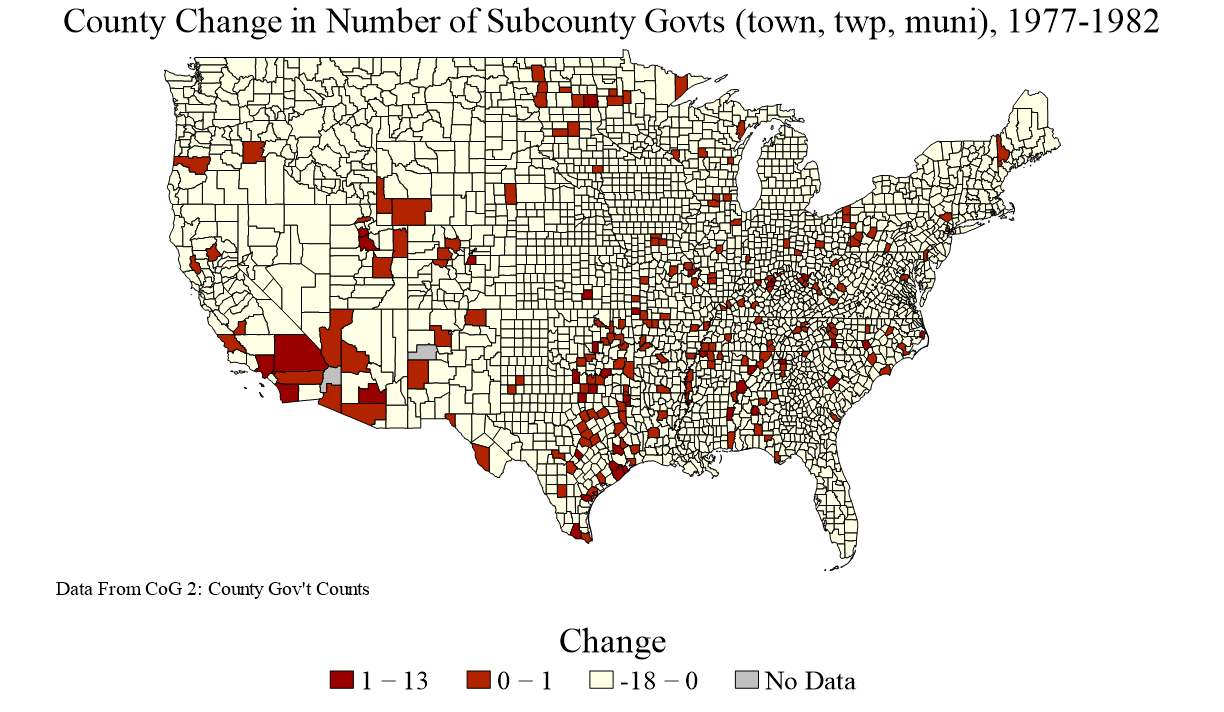 County Change in Number of Subcounty Govts (town, twp, muni), 1977-1982
Data From CoG 2: County Gov't Counts
Change
1 − 13 0 − 1 -18 − 0 No Data